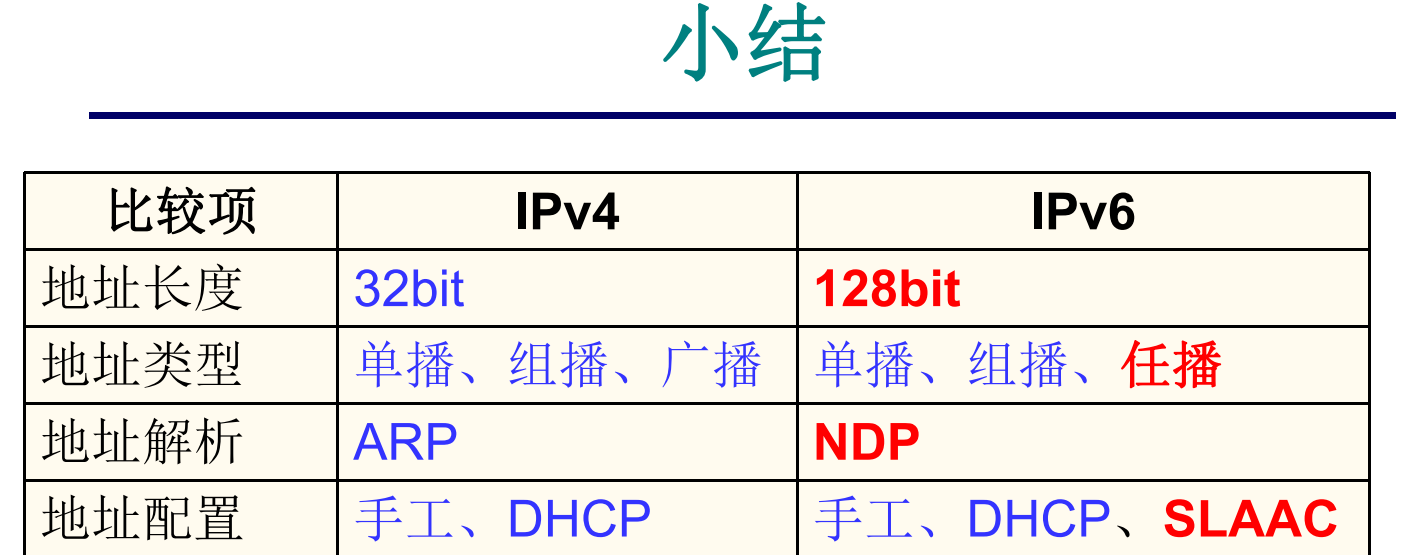 小结
比较项 IPv4 IPv6
地址长度 32bit 128bit
地址类型 单播、组播、广播 单播、组播、任播
地址解析 ARP NDP
地址配置 手工、DHCP 手工、DHCP、SLAAC